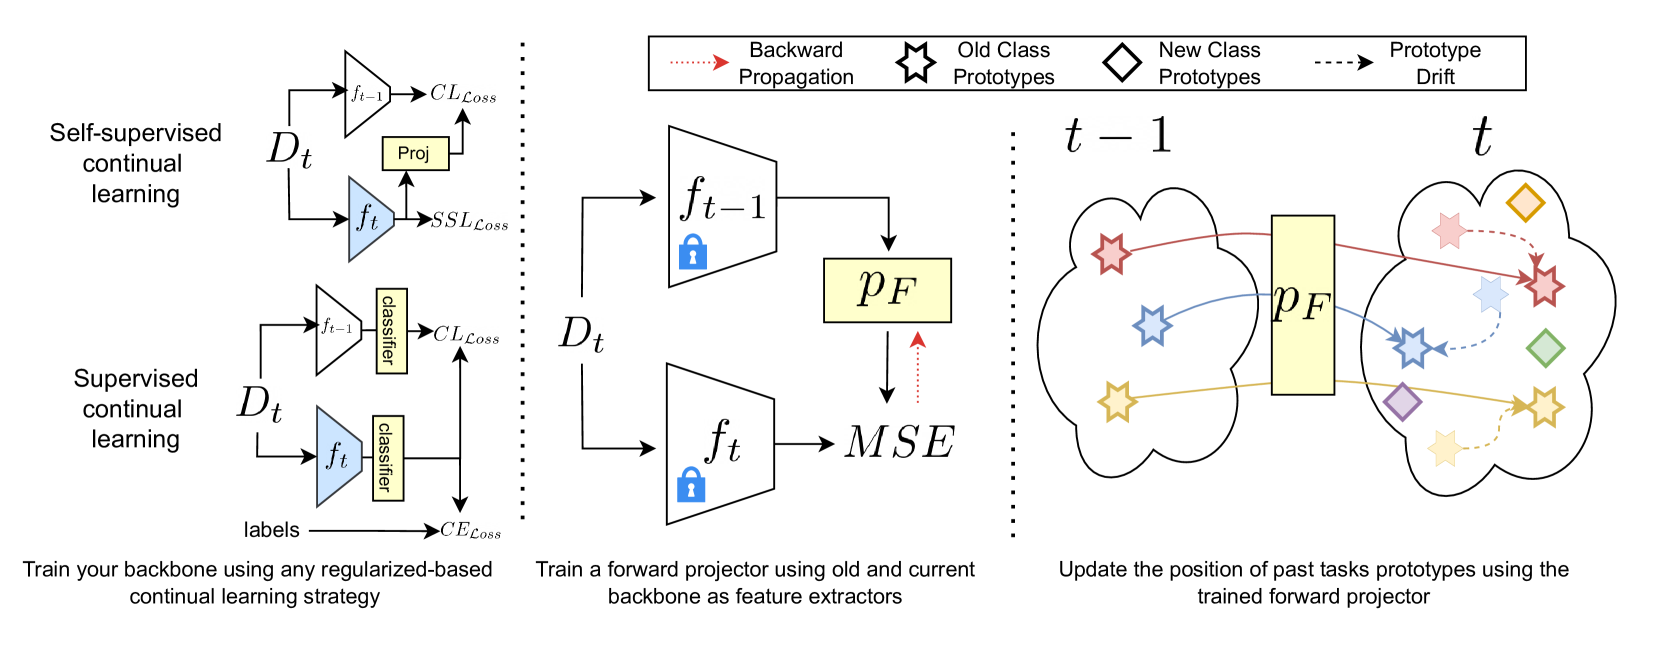 Backward
Propagation
Old Class
Prototypes
New Class
Prototypes
Prototype
Drift
Self-supervised
continual
learning
D_t
f_{t-1}
CL_{\mathcal{L}oss}
Proj
f_t
SSL_{\mathcal{L}oss}
Supervised
continual
learning
D_t
f_{t-1}
classifier
CL_{\mathcal{L}oss}
f_t
classifier
labels
CE_{\mathcal{L}oss}
Train your backbone using any regularized-based
continual learning strategy
D_t
f_{t-1}
p_F
f_t
MSE
Train a forward projector using old and current
backbone as feature extractors
t − 1
t
p_F
Update the position of past tasks prototypes using the
trained forward projector